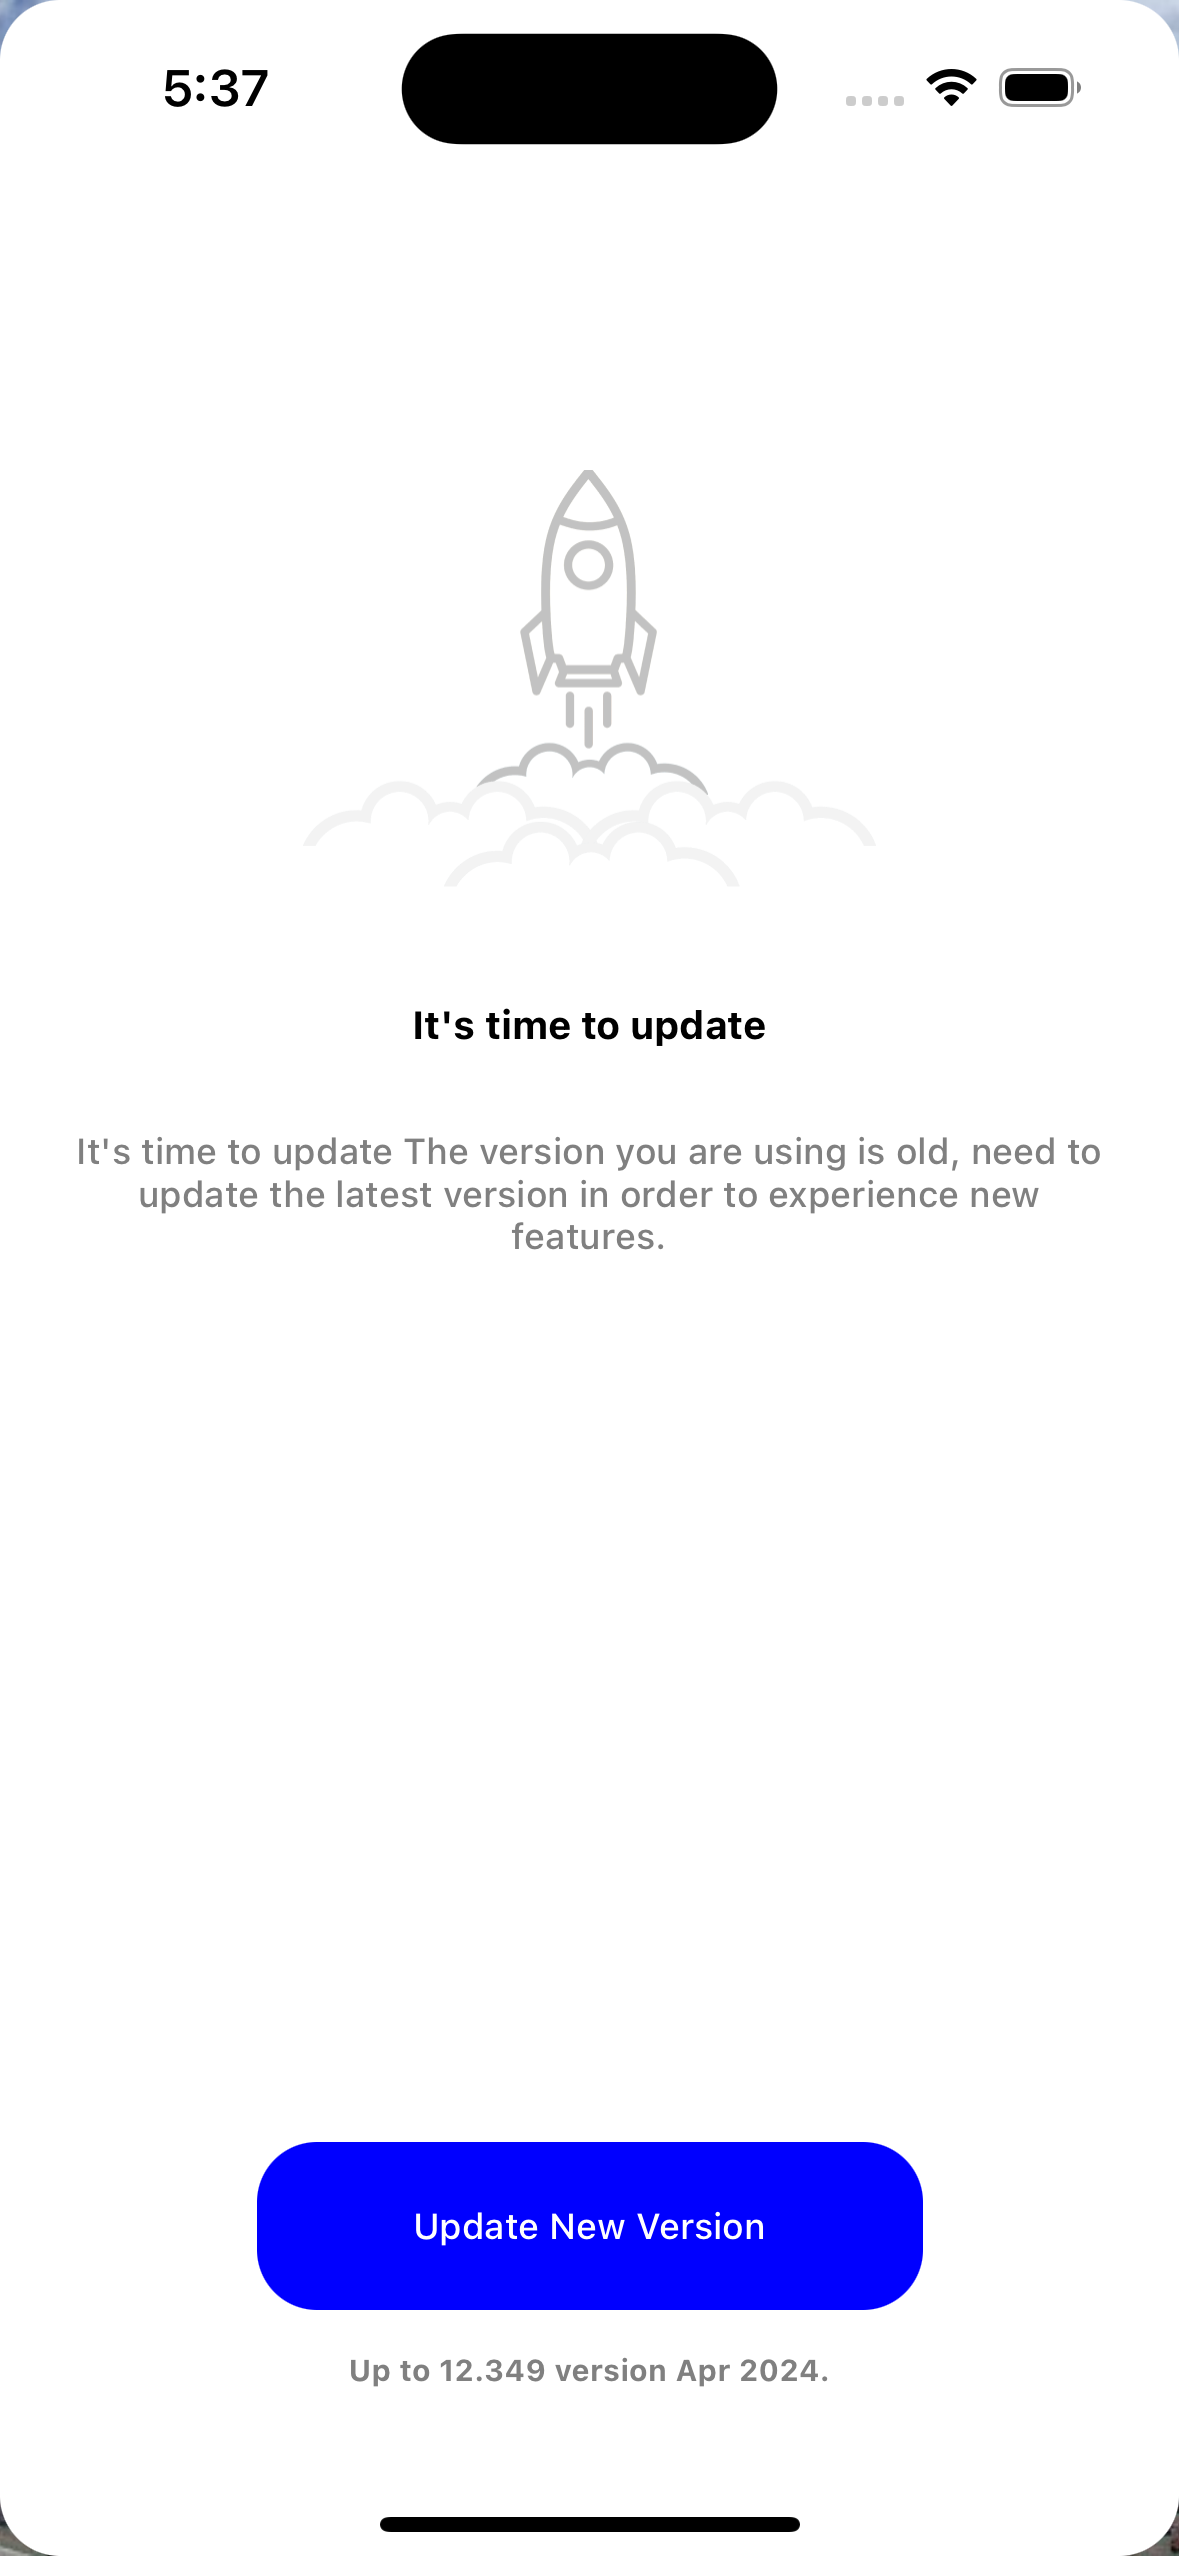 5:37
It's time to update
It's time to update The version you are using is old, need to
update the latest version in order to experience new
features.
Update New Version
Up to 12.349 version Apr 2024.